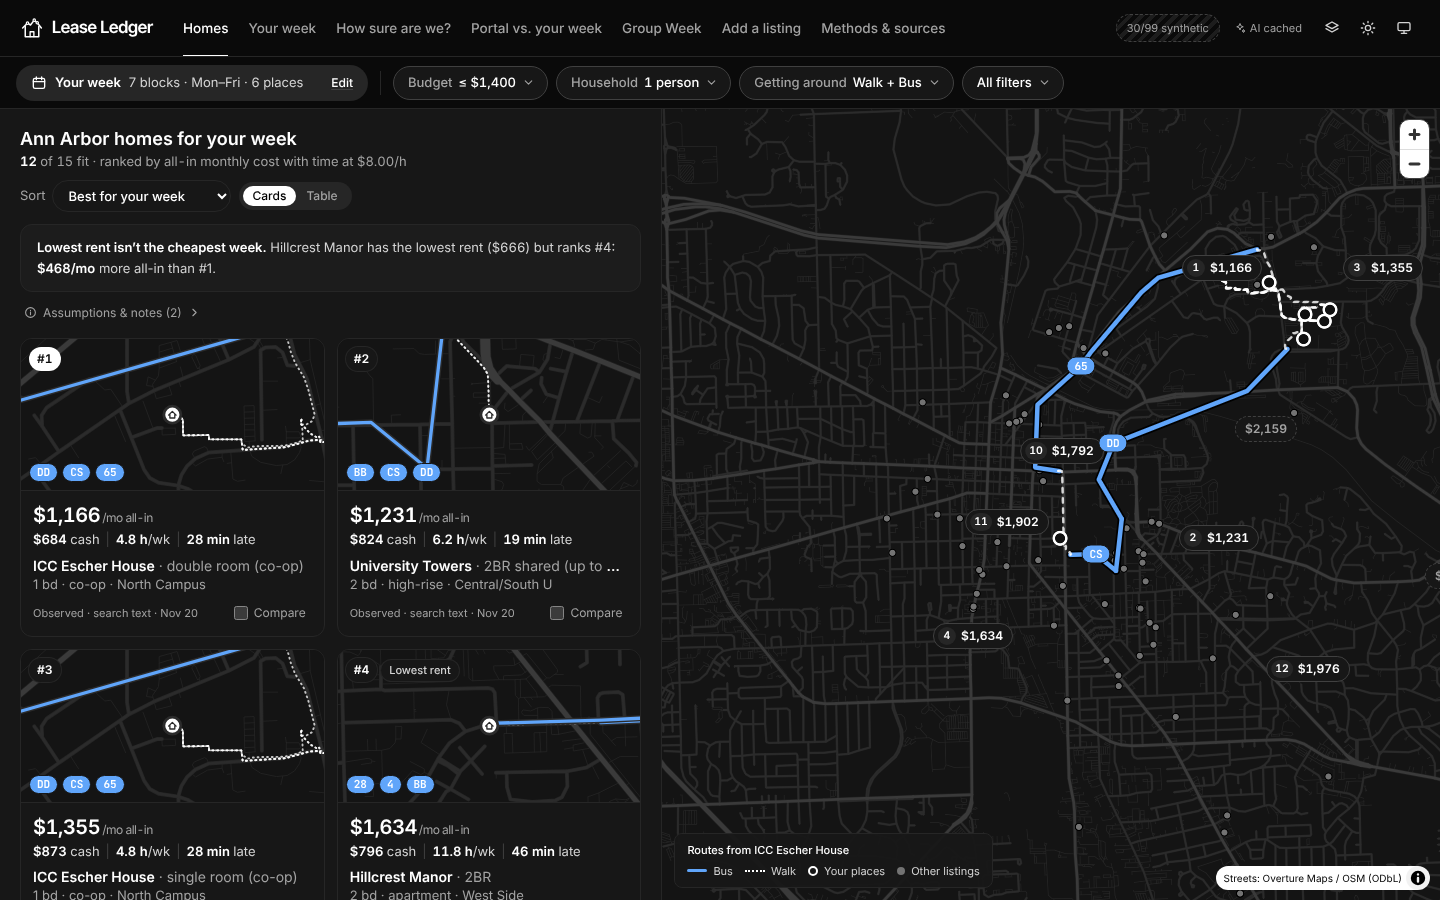 Lease Ledger
Homes
Your week
How sure are we?
Portal vs. your week
Group Week
Add a listing
Methods & sources
30/99 synthetic
AI cached
Your week 7 blocks · Mon–Fri · 6 places Edit
Budget ≤ $1,400
Household 1 person
Getting around Walk + Bus
All filters
Ann Arbor homes for your week
12 of 15 fit · ranked by all-in monthly cost with time at $8.00/h
Sort Best for your week
Cards
Table
Lowest rent isn't the cheapest week. Hillcrest Manor has the lowest rent ($666) but ranks #4:
$468/mo more all-in than #1.
Assumptions & notes (2)
#1
DD CS 65
$1,166 /mo all-in
$684 cash | 4.8 h/wk | 28 min late
ICC Escher House · double room (co-op)
1 bd · co-op · North Campus
Observed · search text · Nov 20
Compare
#2
BB CS DD
$1,231 /mo all-in
$824 cash | 6.2 h/wk | 19 min late
University Towers · 2BR shared (up to ...
2 bd · high-rise · Central/South U
Observed · search text · Nov 20
Compare
#3
DD CS 65
$1,355 /mo all-in
$873 cash | 4.8 h/wk | 28 min late
ICC Escher House · single room (co-op)
1 bd · co-op · North Campus
#4 Lowest rent
28 4 BB
$1,634 /mo all-in
$796 cash | 11.8 h/wk | 46 min late
Hillcrest Manor · 2BR
2 bd · apartment · West Side
+
−
1 $1,166
3 $1,355
65
$2,159
10 $1,792
DD
11 $1,902
2 $1,231
CS
4 $1,634
12 $1,976
Routes from ICC Escher House
Bus
Walk
Your places
Other listings
Streets: Overture Maps / OSM (ODbL)